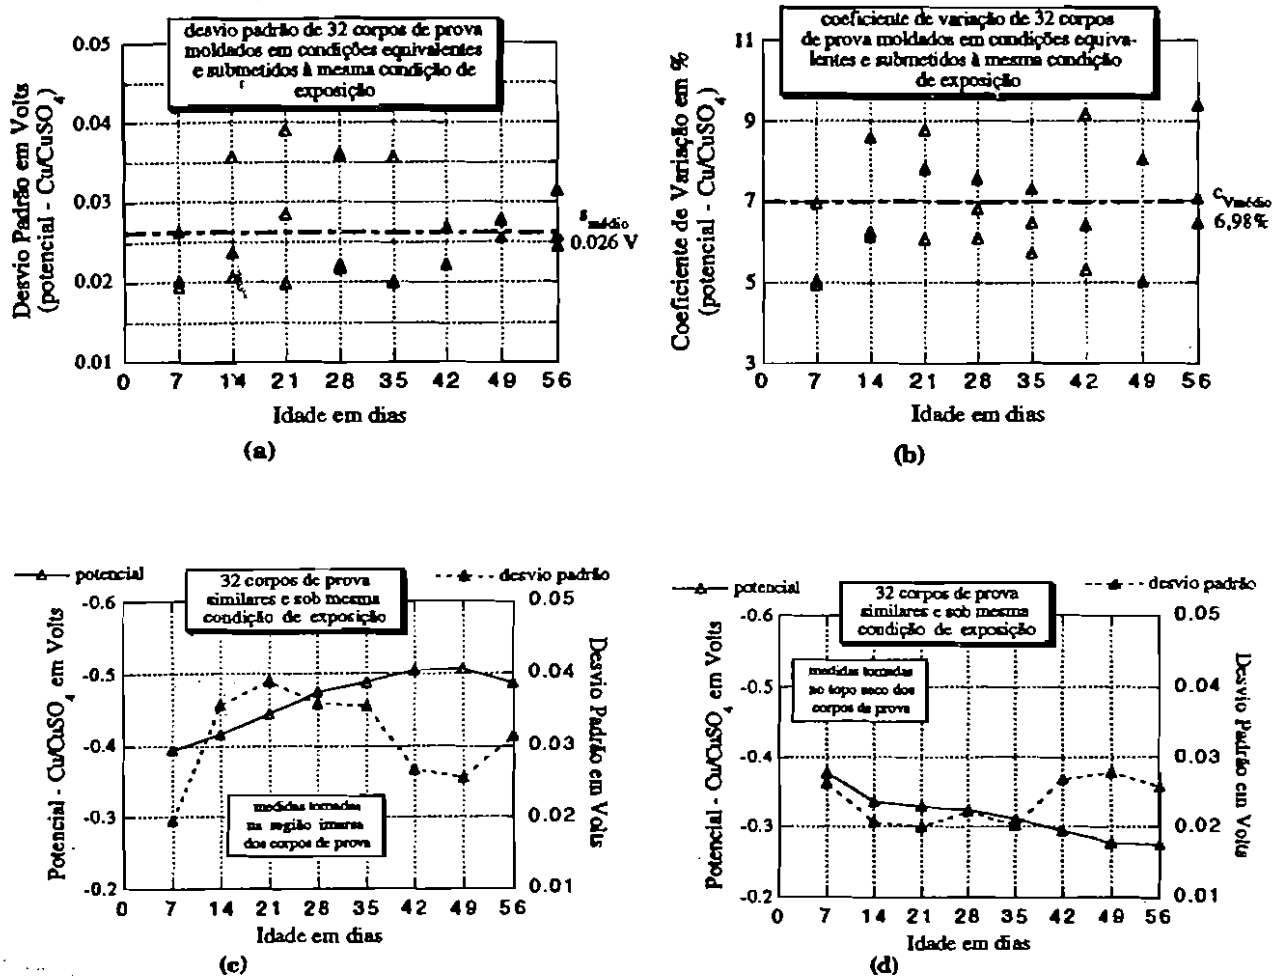 desvio padrão de 32 corpos de prova
moldados em condições equivalentes
e submetidos à mesma condição de
exposição
Desvio Padrão em Volts
(potencial - Cu/CuSO4)
0.05
0.04
0.03
0.02
0.01
s médio
0.026 V
0 7 14 21 28 35 42 49 56
Idade em dias
(a)
coeficiente de variação de 32 corpos
de prova moldados em condições equiva-
lentes e submetidos à mesma condição
de exposição
Coeficiente de Variação em %
(potencial - Cu/CuSO4)
11
9
7
5
3
c Vmédio
6,98%
0 7 14 21 28 35 42 49 56
Idade em dias
(b)
potencial
desvio padrão
32 corpos de prova
similares e sob mesma
condição de exposição
Potencial - Cu/CuSO4 em Volts
-0.6
-0.5
-0.4
-0.3
-0.2
Desvio Padrão em Volts
0.05
0.04
0.03
0.02
0.01
medidas tomadas
na região imersa
dos corpos de prova
0 7 14 21 28 35 42 49 56
Idade em dias
(c)
potencial
desvio padrão
32 corpos de prova
similares e sob mesma
condição de exposição
medidas tomadas
no topo seco dos
corpos de prova
Potencial - Cu/CuSO4 em Volts
-0.6
-0.5
-0.4
-0.3
-0.2
Desvio Padrão em Volts
0.05
0.04
0.03
0.02
0.01
0 7 14 21 28 35 42 49 56
Idade em dias
(d)